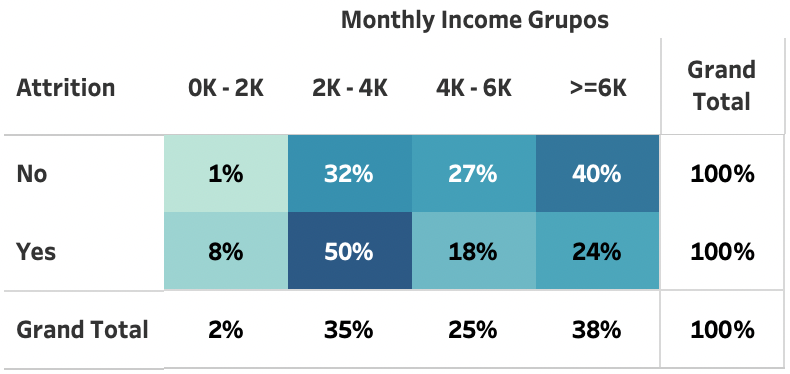 Monthly Income Grupos
Attrition 0K - 2K 2K - 4K 4K - 6K >=6K Grand Total
No 1% 32% 27% 40% 100%
Yes 8% 50% 18% 24% 100%
Grand Total 2% 35% 25% 38% 100%